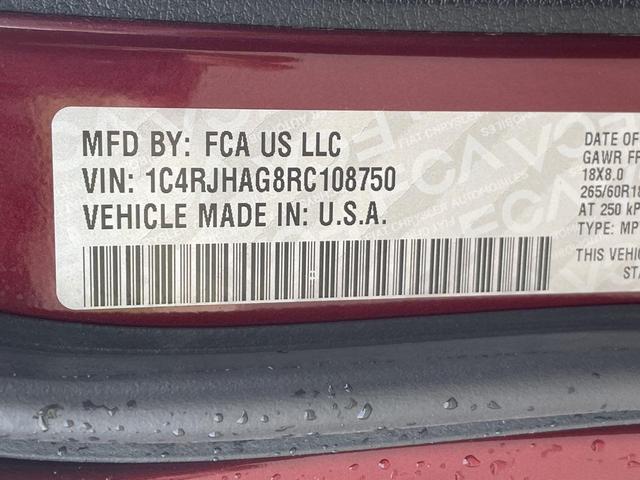 MFD BY: FCA US LLC
VIN: 1C4RJHAG8RC108750
VEHICLE MADE IN: U.S.A.
DATE OF
GAWR FR
18X8.0
265/60R18
AT 250 kP
TYPE: MP
THIS VEHIC
STA